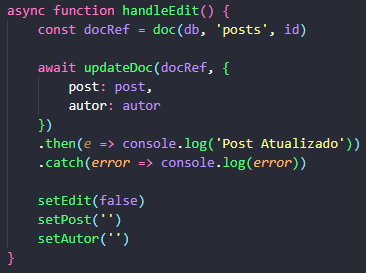 async function handleEdit() {
    const docRef = doc(db, 'posts', id)

    await updateDoc(docRef, {
        post: post,
        autor: autor
    })
    .then(e => console.log('Post Atualizado'))
    .catch(error => console.log(error))

    setEdit(false)
    setPost('')
    setAutor('')
}